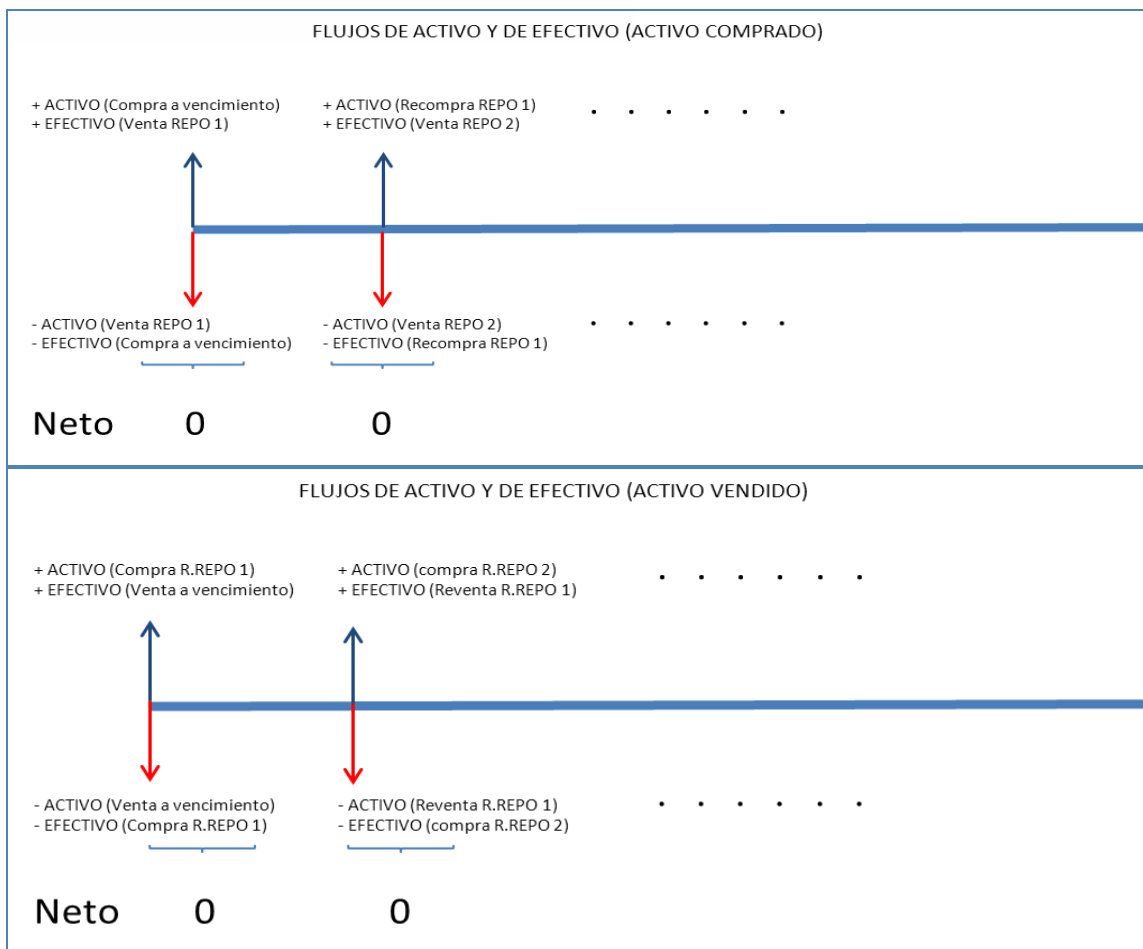 FLUJOS DE ACTIVO Y DE EFECTIVO (ACTIVO COMPRADO)
+ ACTIVO (Compra a vencimiento)
+ EFECTIVO (Venta REPO 1)
+ ACTIVO (Recompra REPO 1)
+ EFECTIVO (Venta REPO 2)
. . . . . .
- ACTIVO (Venta REPO 1)
- EFECTIVO (Compra a vencimiento)
- ACTIVO (Venta REPO 2)
- EFECTIVO (Recompra REPO 1)
. . . . . .
Neto 0 0
FLUJOS DE ACTIVO Y DE EFECTIVO (ACTIVO VENDIDO)
+ ACTIVO (Compra R.REPO 1)
+ EFECTIVO (Venta a vencimiento)
+ ACTIVO (compra R.REPO 2)
+ EFECTIVO (Reventa R.REPO 1)
. . . . . .
- ACTIVO (Venta a vencimiento)
- EFECTIVO (Compra R.REPO 1)
- ACTIVO (Reventa R.REPO 1)
- EFECTIVO (compra R.REPO 2)
. . . . . .
Neto 0 0